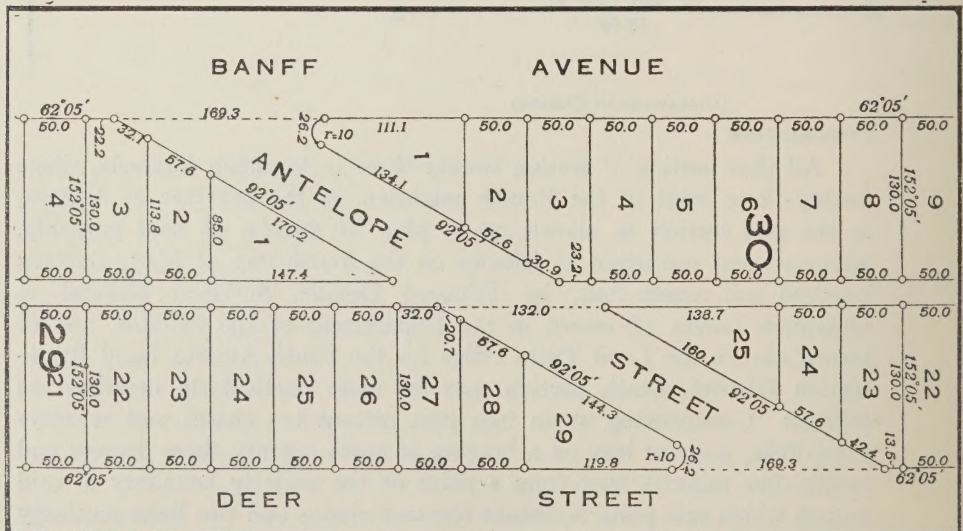 BANFF AVENUE
62°05′ 169.3 62°05′
50.0 50.0 111.1 50.0 50.0 50.0 50.0 50.0 50.0 50.0 50.0
22.2 32.1 26.2 r=10
57.6 134.1
ANTELOPE
4 3 2 1 1 2 3 4 5 6 7 8 9
152°05′ 130.0 113.8 85.0 92°05′ 170.2 92°05′ 57.6 30.9 23.2 30 130.0 152°05′
50.0 50.0 50.0 147.4 50.0 50.0 50.0 50.0 50.0 50.0
50.0 50.0 50.0 50.0 50.0 50.0 32.0 132.0 138.7 50.0 50.0
20.7 57.6 160.1
STREET
29 21 22 23 24 25 26 27 28 29 25 24 23 22
152°05′ 130.0 130.0 92°05′ 144.3 92°05′ 57.6 42.4 13.5 130.0 152°05′
r=10 26.2
50.0 50.0 50.0 50.0 50.0 50.0 50.0 50.0 119.8 169.3 50.0
62°05′ 62°05′
DEER STREET